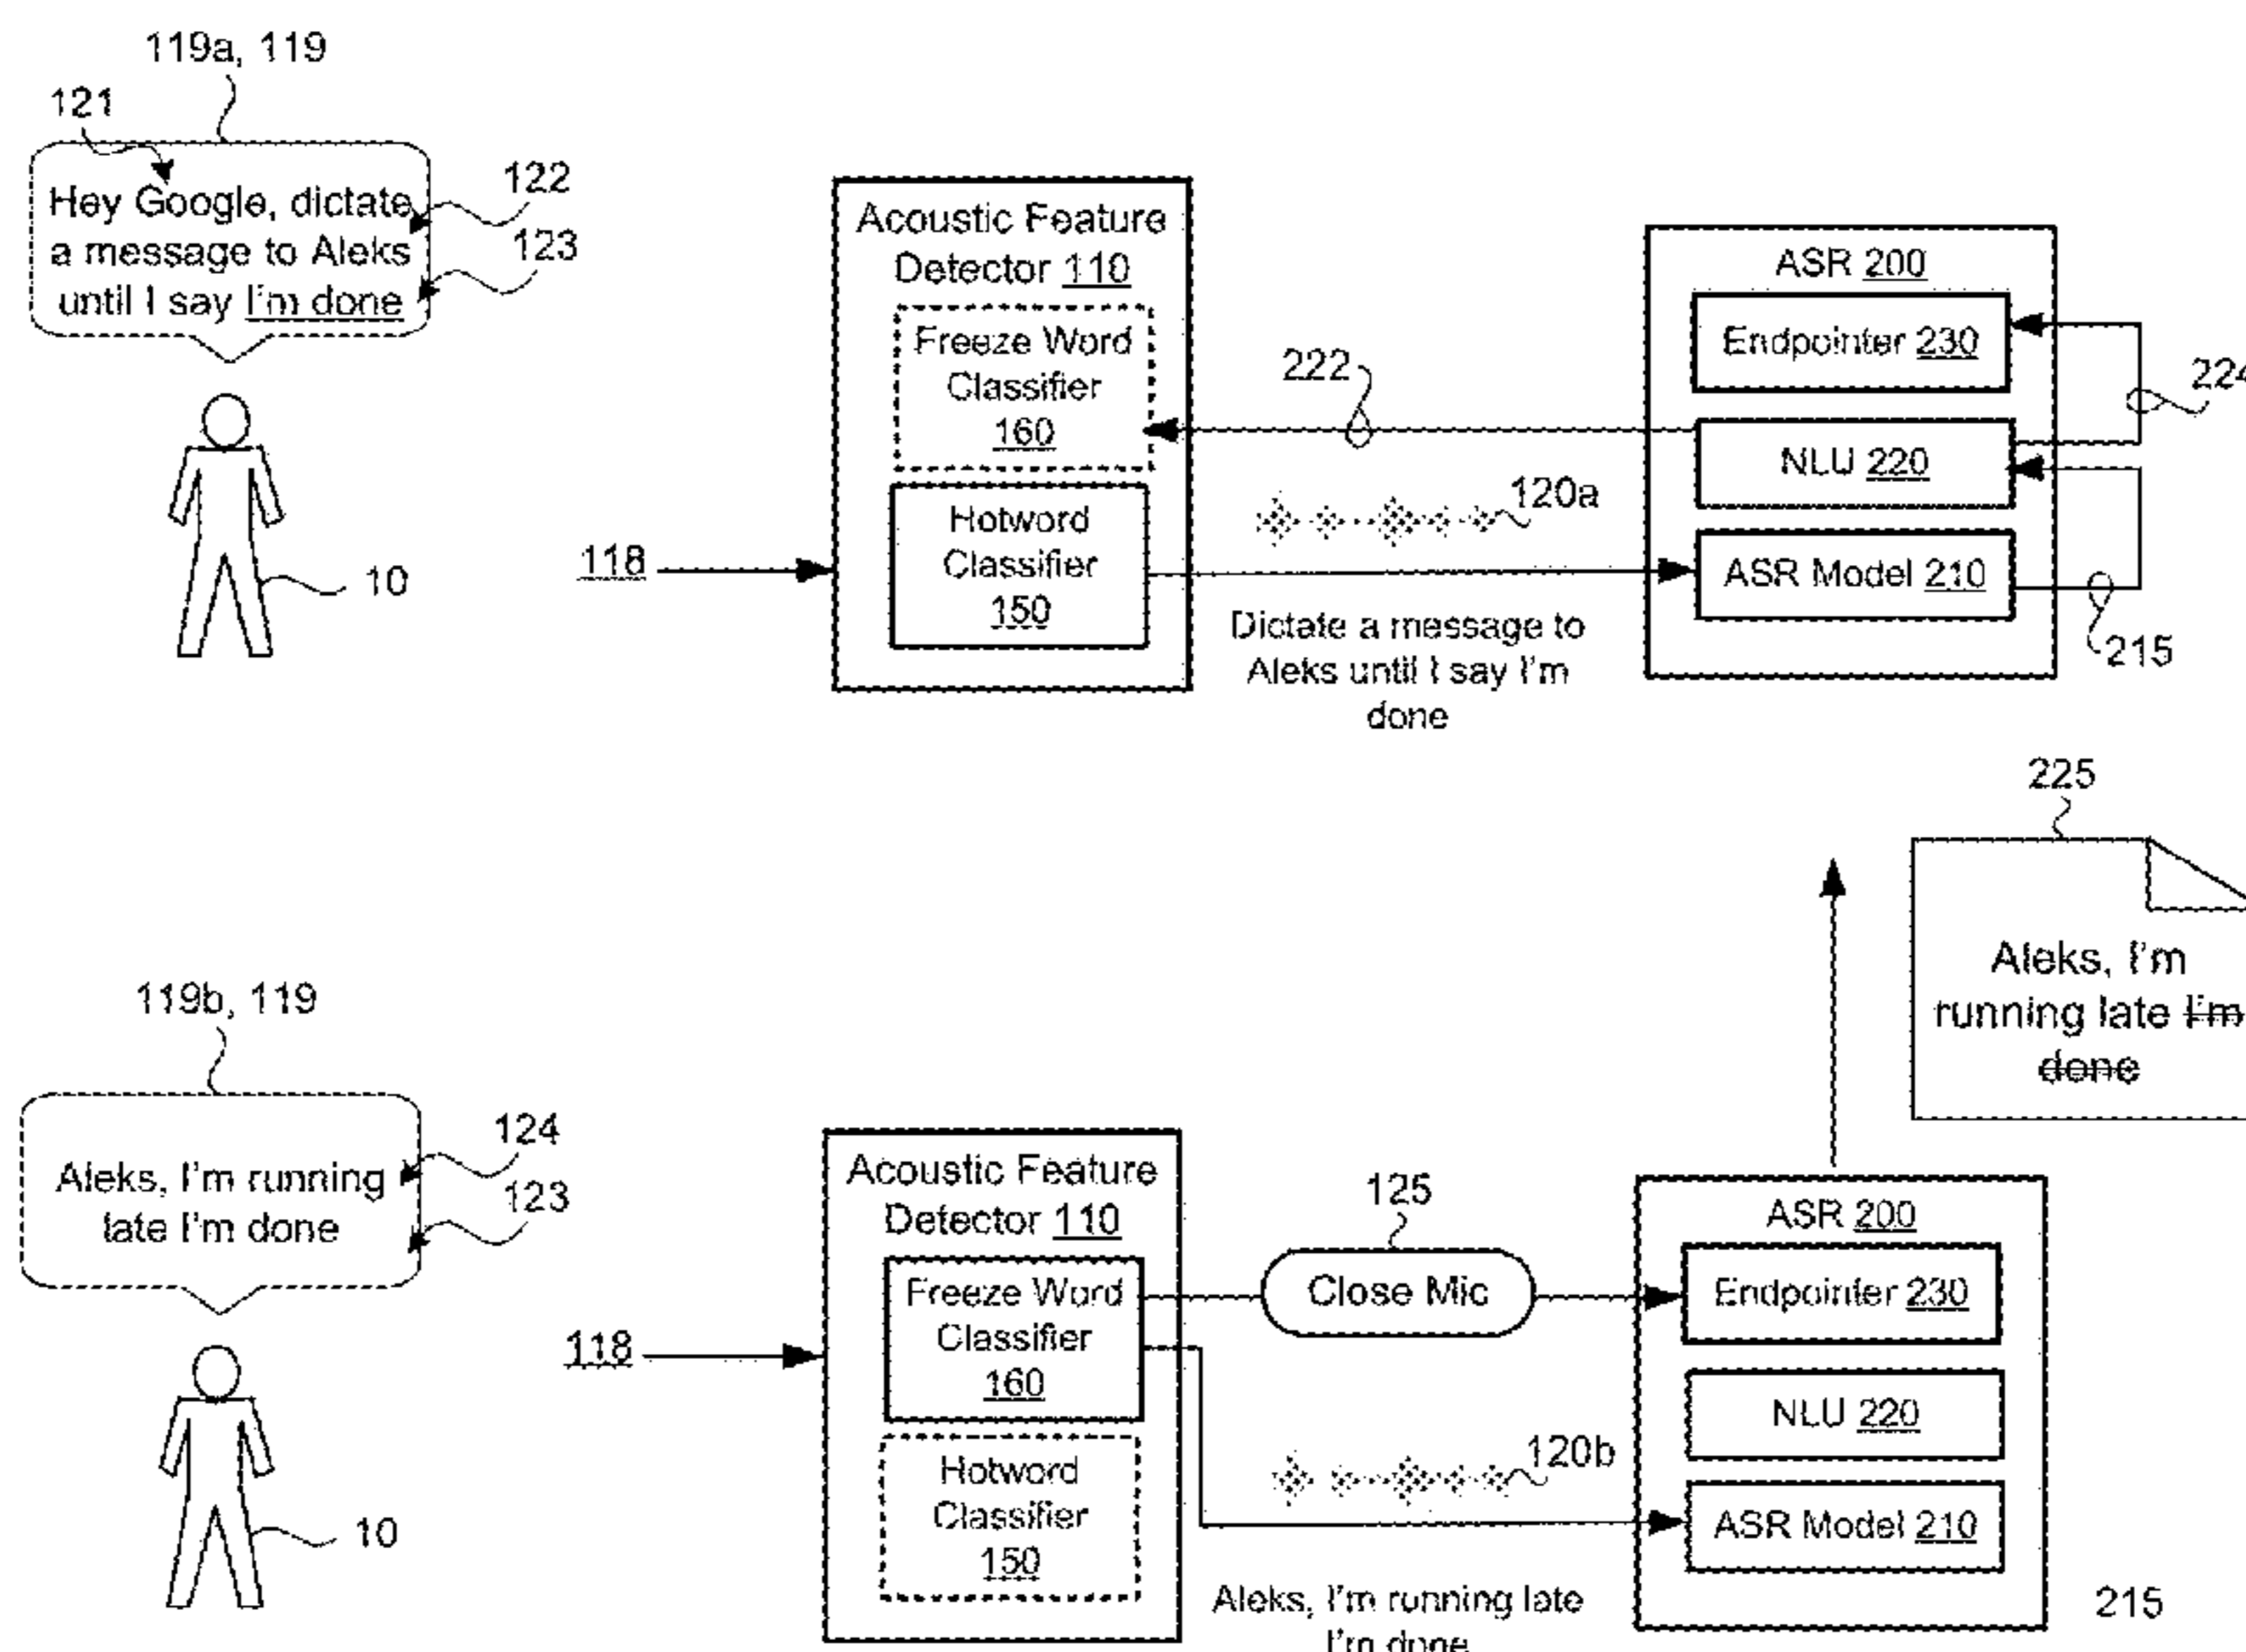 119a, 119
121
Hey Google, dictate
a message to Aleks
until I say I'm done
122
123
10
118
Acoustic Feature
Detector 110
Freeze Word
Classifier
160
Hotword
Classifier
150
222
120a
Dictate a message to
Aleks until I say I'm
done
ASR 200
Endpointer 230
NLU 220
ASR Model 210
224
215
225
Aleks, I'm
running late I'm
done
119b, 119
Aleks, I'm running
late I'm done
124
123
10
118
Acoustic Feature
Detector 110
Freeze Word
Classifier
160
Hotword
Classifier
150
125
Close Mic
120b
Aleks, I'm running late
I'm done
ASR 200
Endpointer 230
NLU 220
ASR Model 210
215